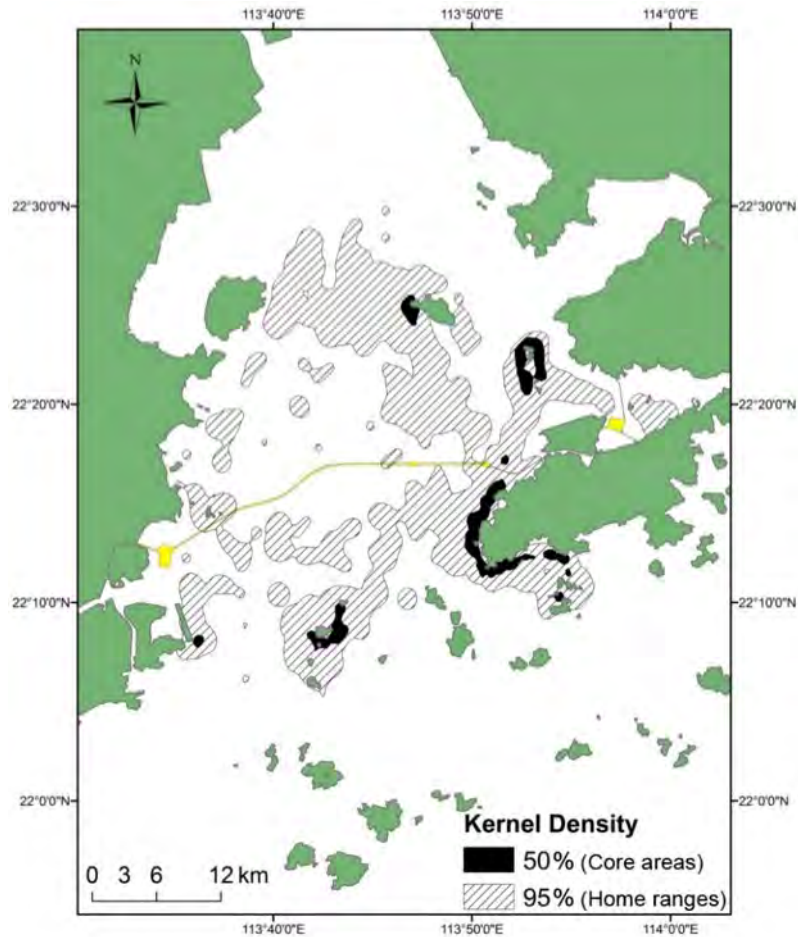 113°40'0"E 113°50'0"E 114°0'0"E
N
22°30'0"N 22°30'0"N
22°20'0"N 22°20'0"N
22°10'0"N 22°10'0"N
22°0'0"N 22°0'0"N
Kernel Density
50% (Core areas)
0 3 6 12 km
95% (Home ranges)
113°40'0"E 113°50'0"E 114°0'0"E